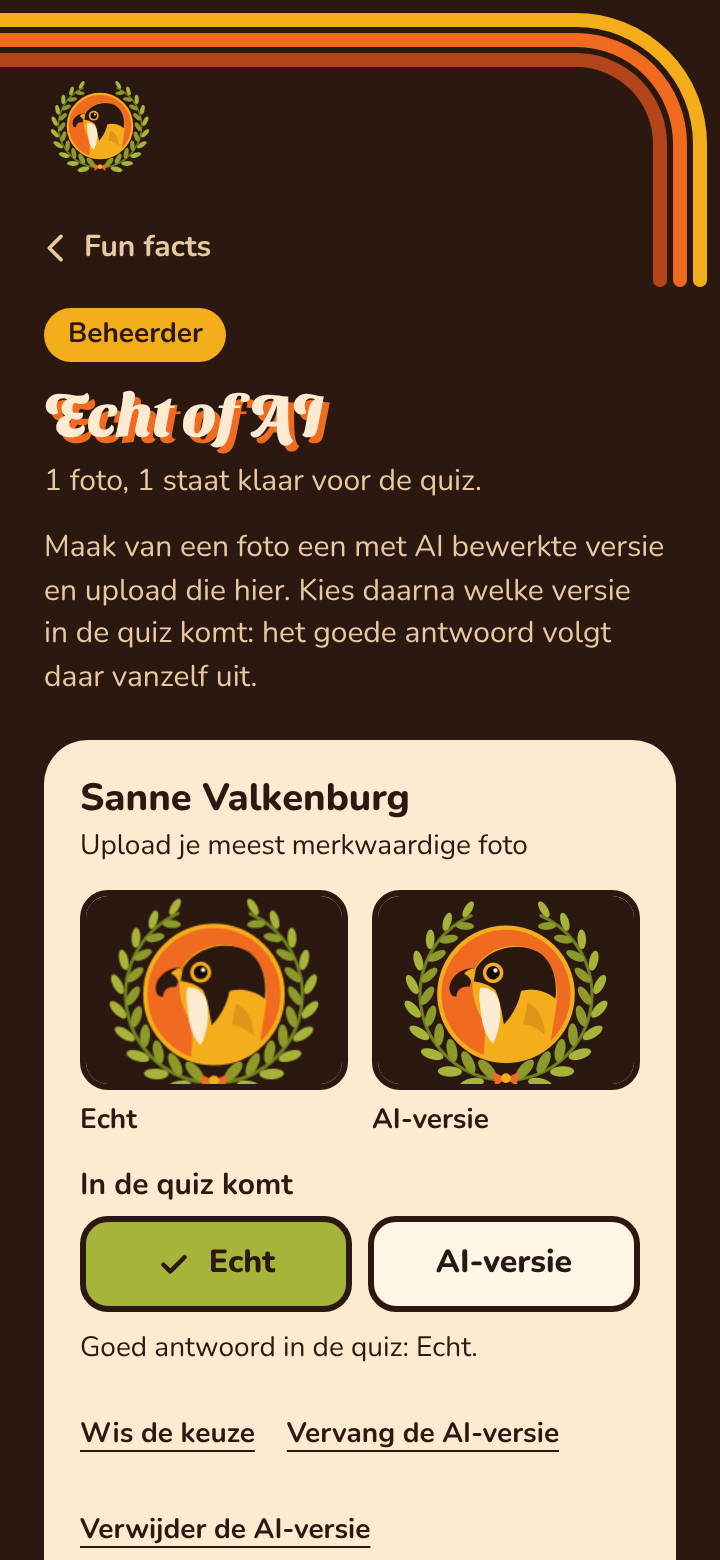 Fun facts
Beheerder
Echt of AI
1 foto, 1 staat klaar voor de quiz.
Maak van een foto een met AI bewerkte versie
en upload die hier. Kies daarna welke versie
in de quiz komt: het goede antwoord volgt
daar vanzelf uit.
Sanne Valkenburg
Upload je meest merkwaardige foto
Echt
AI-versie
In de quiz komt
Echt
AI-versie
Goed antwoord in de quiz: Echt.
Wis de keuze
Vervang de AI-versie
Verwijder de AI-versie